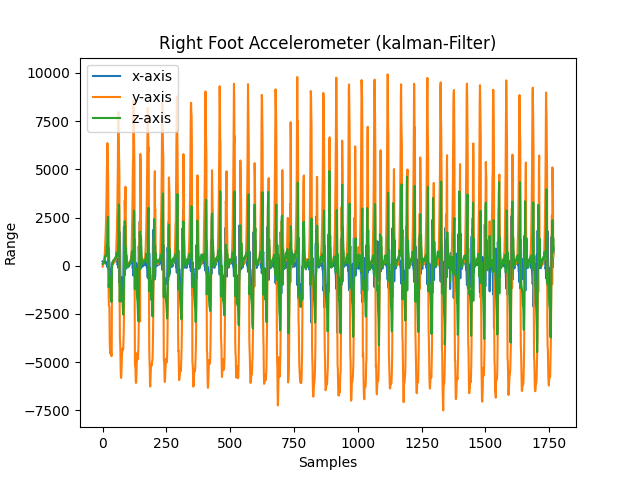 Right Foot Accelerometer (kalman-Filter)
x-axis
y-axis
z-axis
10000
7500
5000
2500
0
−2500
−5000
−7500
Range
0 250 500 750 1000 1250 1500 1750
Samples